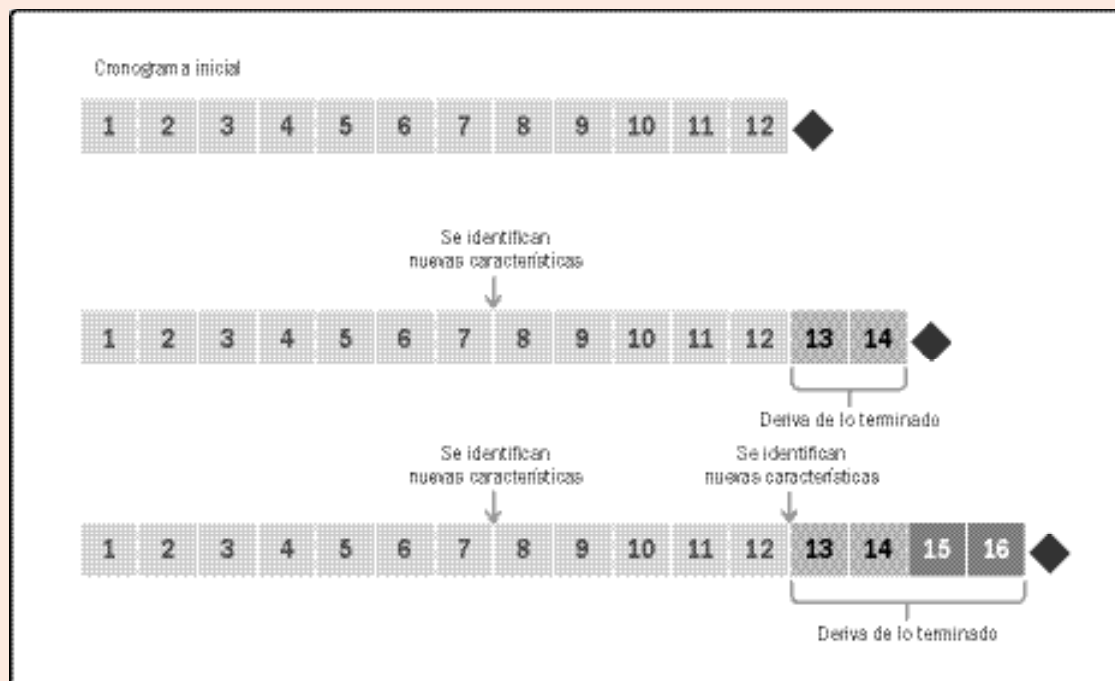 Cronograma inicial
1 2 3 4 5 6 7 8 9 10 11 12
Se identifican
nuevas características
1 2 3 4 5 6 7 8 9 10 11 12 13 14
Deriva de lo terminado
Se identifican
nuevas características
Se identifican
nuevas características
1 2 3 4 5 6 7 8 9 10 11 12 13 14 15 16
Deriva de lo terminado